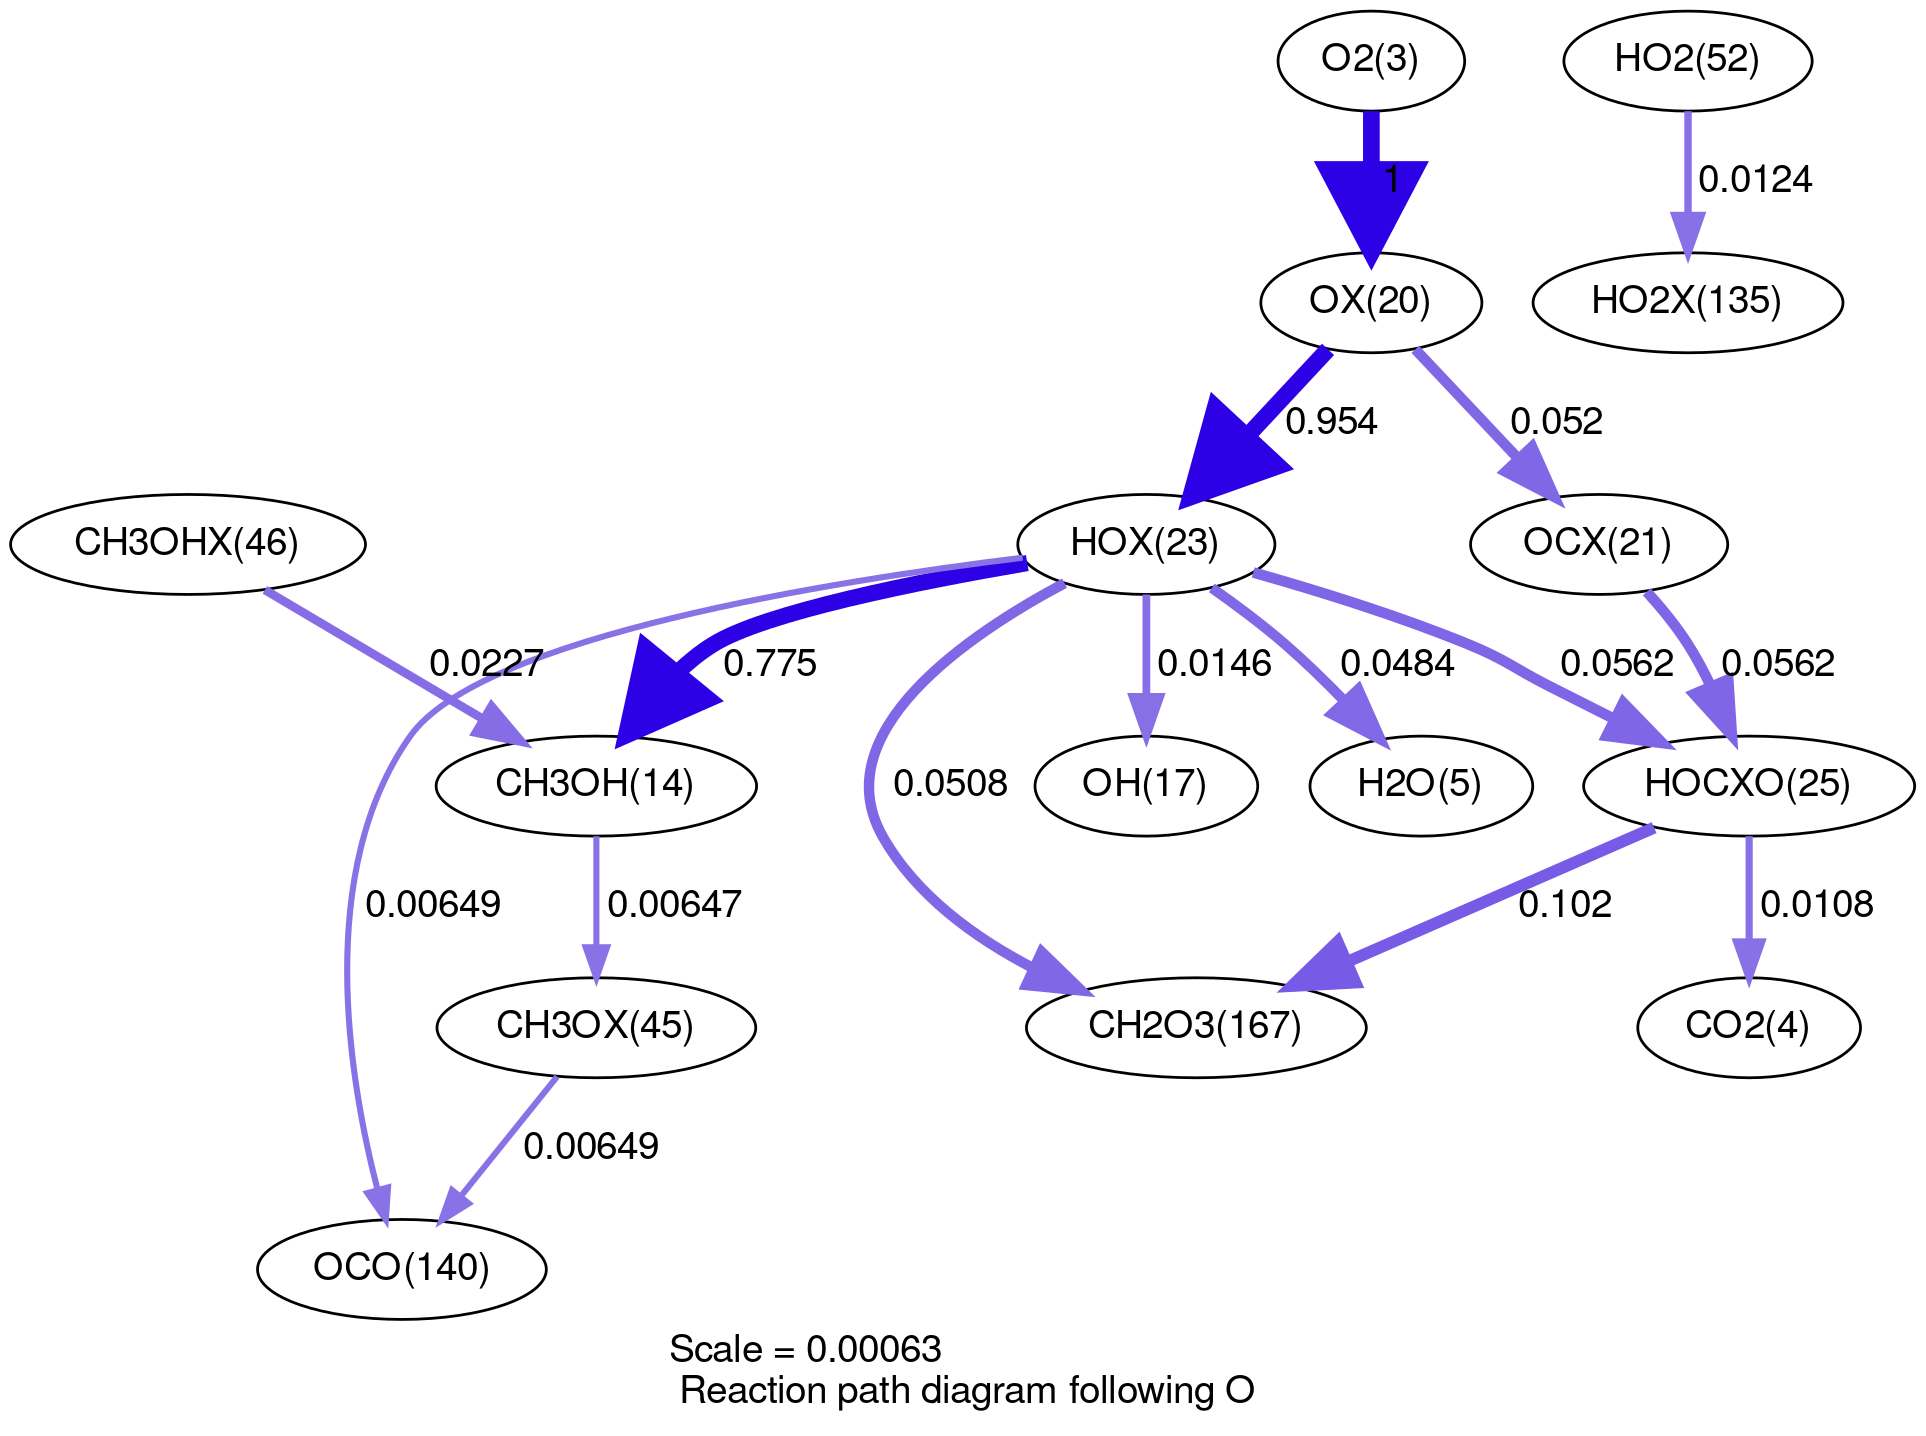 O2(3)
HO2(52)
1
0.0124
OX(20)
HO2X(135)
0.954
0.052
CH3OHX(46)
HOX(23)
OCX(21)
0.0227
0.775
0.0146
0.0484
0.0562
0.0562
CH3OH(14)
0.0508
OH(17)
H2O(5)
HOCXO(25)
0.00649
0.00647
0.102
0.0108
CH3OX(45)
CH2O3(167)
CO2(4)
0.00649
OCO(140)
Scale = 0.00063
Reaction path diagram following O